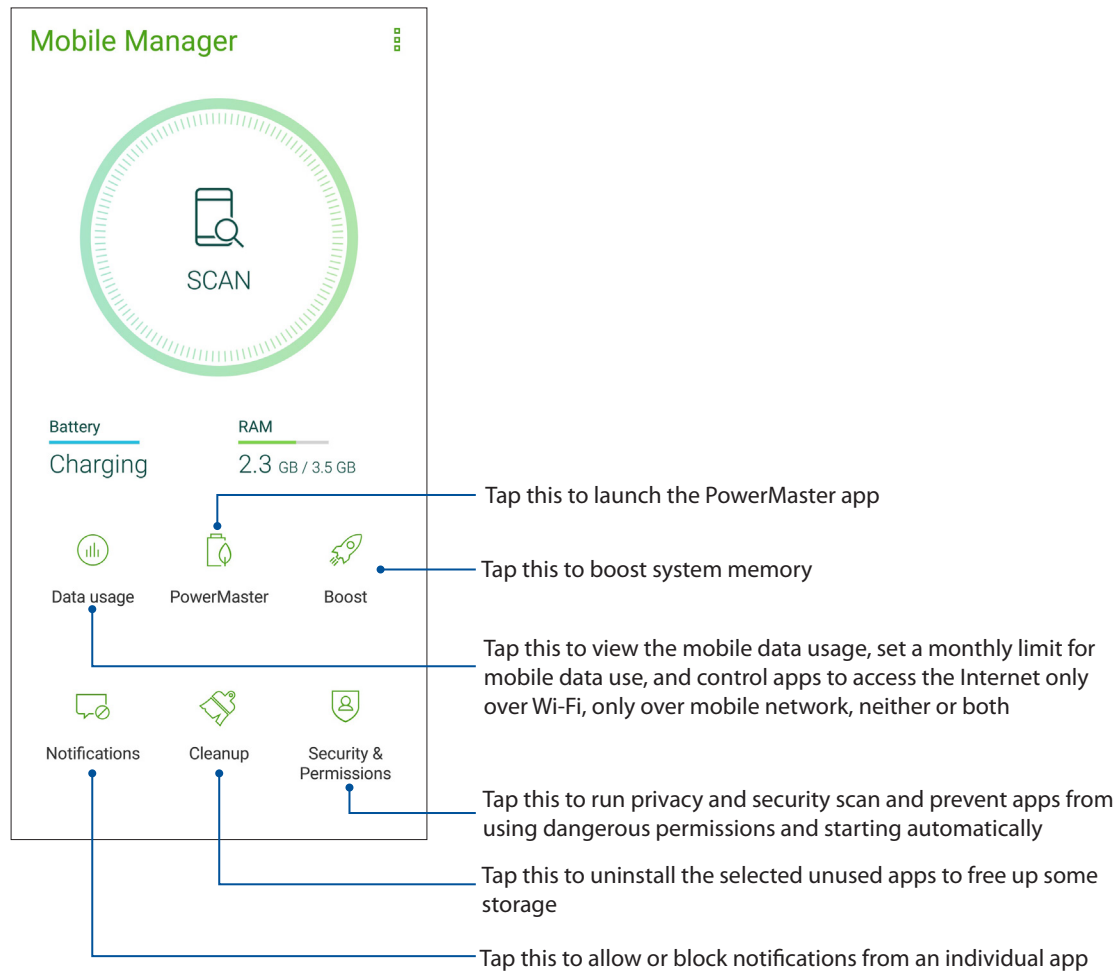 Mobile Manager
SCAN
Battery
RAM
Charging
2.3 GB / 3.5 GB
Tap this to launch the PowerMaster app
Tap this to boost system memory
Data usage
PowerMaster
Boost
Tap this to view the mobile data usage, set a monthly limit for
mobile data use, and control apps to access the Internet only
over Wi-Fi, only over mobile network, neither or both
Notifications
Cleanup
Security &
Permissions
Tap this to run privacy and security scan and prevent apps from
using dangerous permissions and starting automatically
Tap this to uninstall the selected unused apps to free up some
storage
Tap this to allow or block notifications from an individual app